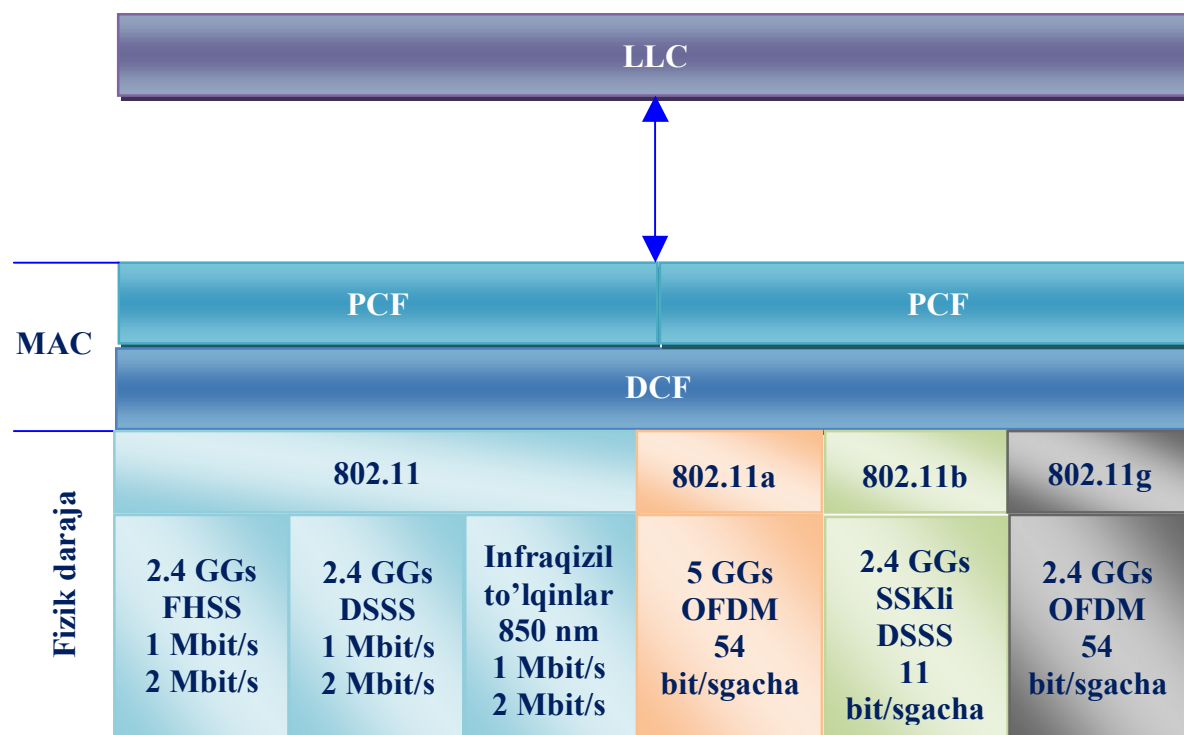 LLC
PCF
PCF
MAC
DCF
Fizik daraja
802.11
802.11a
802.11b
802.11g
2.4 GGs
FHSS
1 Mbit/s
2 Mbit/s
2.4 GGs
DSSS
1 Mbit/s
2 Mbit/s
Infraqizil
to’lqinlar
850 nm
1 Mbit/s
2 Mbit/s
5 GGs
OFDM
54
bit/sgacha
2.4 GGs
SSKli
DSSS
11
bit/sgacha
2.4 GGs
OFDM
54
bit/sgacha